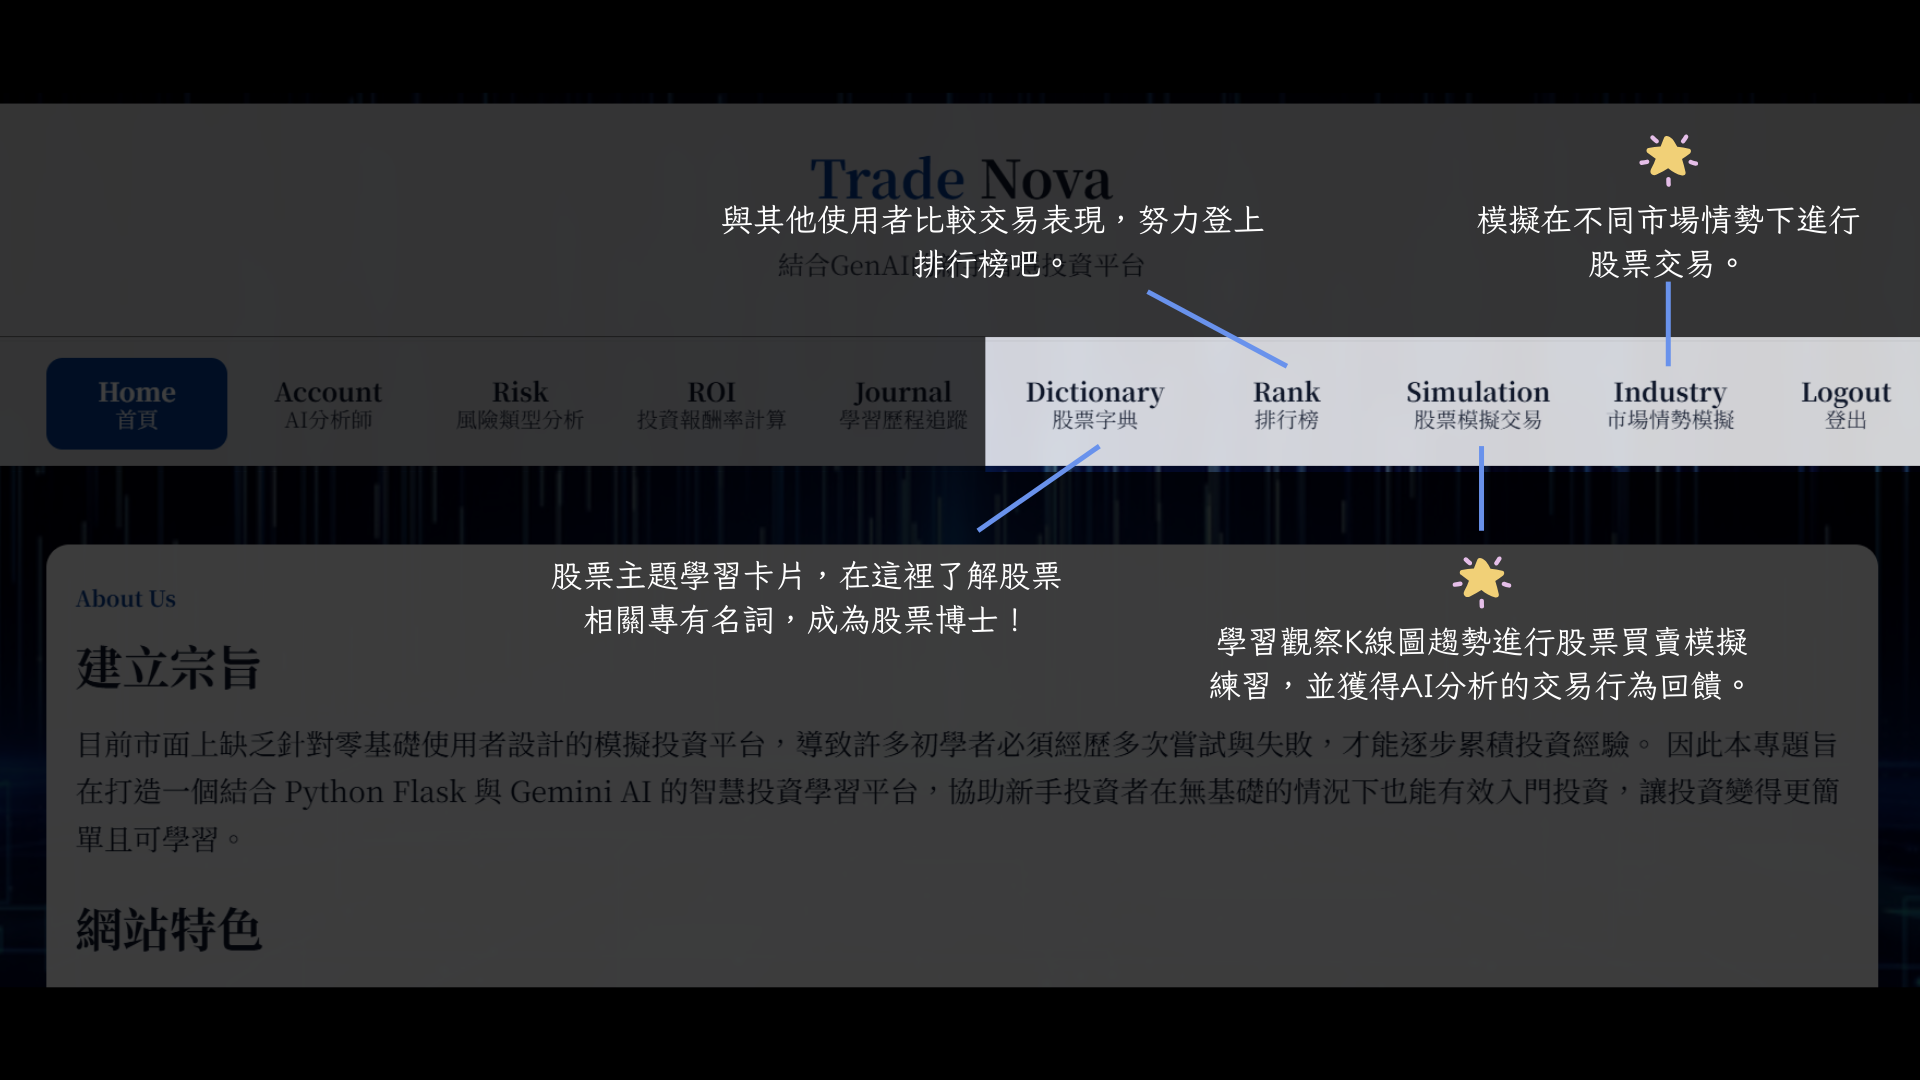 Trade Nova
與其他使用者比較交易表現，努力登上
排行榜吧。
模擬在不同市場情勢下進行
股票交易。
結合GenAI 投資平台
Home
首頁
Account
AI分析師
Risk
風險類型分析
ROI
投資報酬率計算
Journal
學習歷程追蹤
Dictionary
股票字典
Rank
排行榜
Simulation
股票模擬交易
Industry
市場情勢模擬
Logout
登出
股票主題學習卡片，在這裡了解股票
相關專有名詞，成為股票博士！
學習觀察K線圖趨勢進行股票買賣模擬
練習，並獲得AI分析的交易行為回饋。
About Us
建立宗旨
目前市面上缺乏針對零基礎使用者設計的模擬投資平台，導致許多初學者必須經歷多次嘗試與失敗，才能逐步累積投資經驗。 因此本專題旨
在打造一個結合 Python Flask 與 Gemini AI 的智慧投資學習平台，協助新手投資者在無基礎的情況下也能有效入門投資，讓投資變得更簡
單且可學習。
網站特色